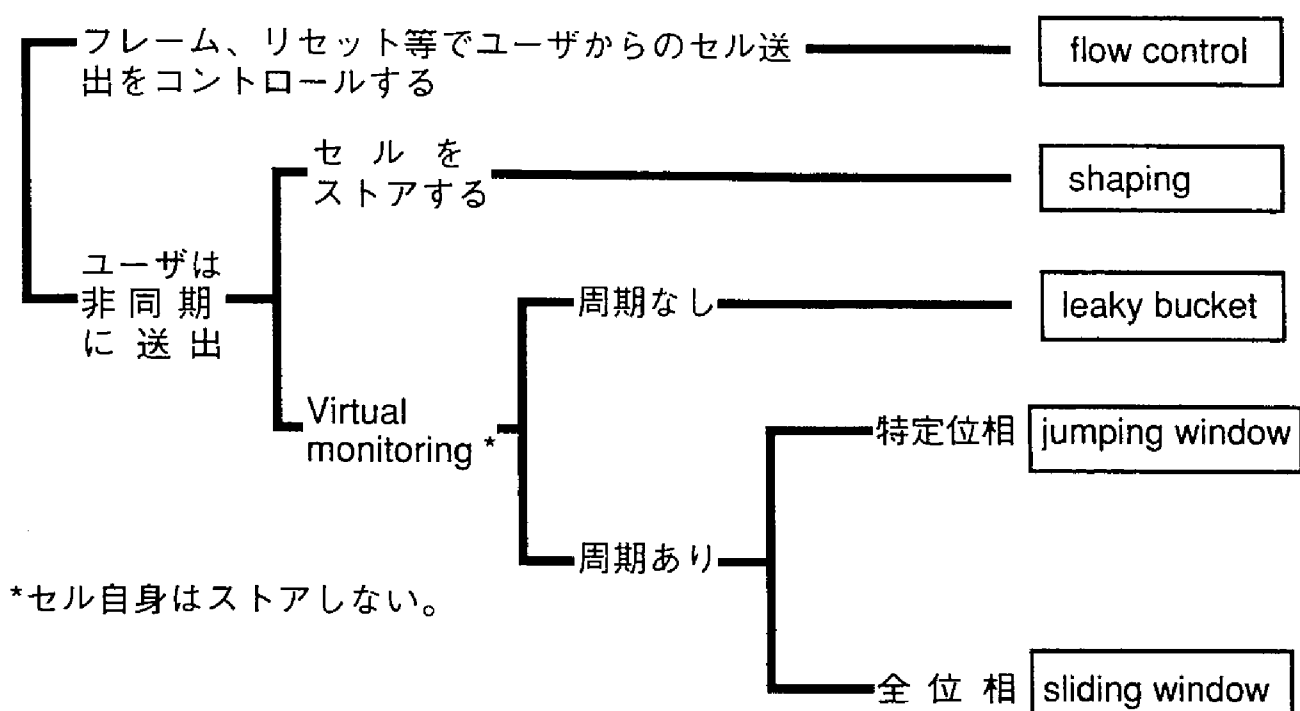 フレーム、リセット等でユーザからのセル送
出をコントロールする
flow control
セルを
ストアする
shaping
ユーザは
非同期
に送出
周期なし
leaky bucket
Virtual
monitoring *
特定位相
jumping window
周期あり
*セル自身はストアしない。
全位相
sliding window